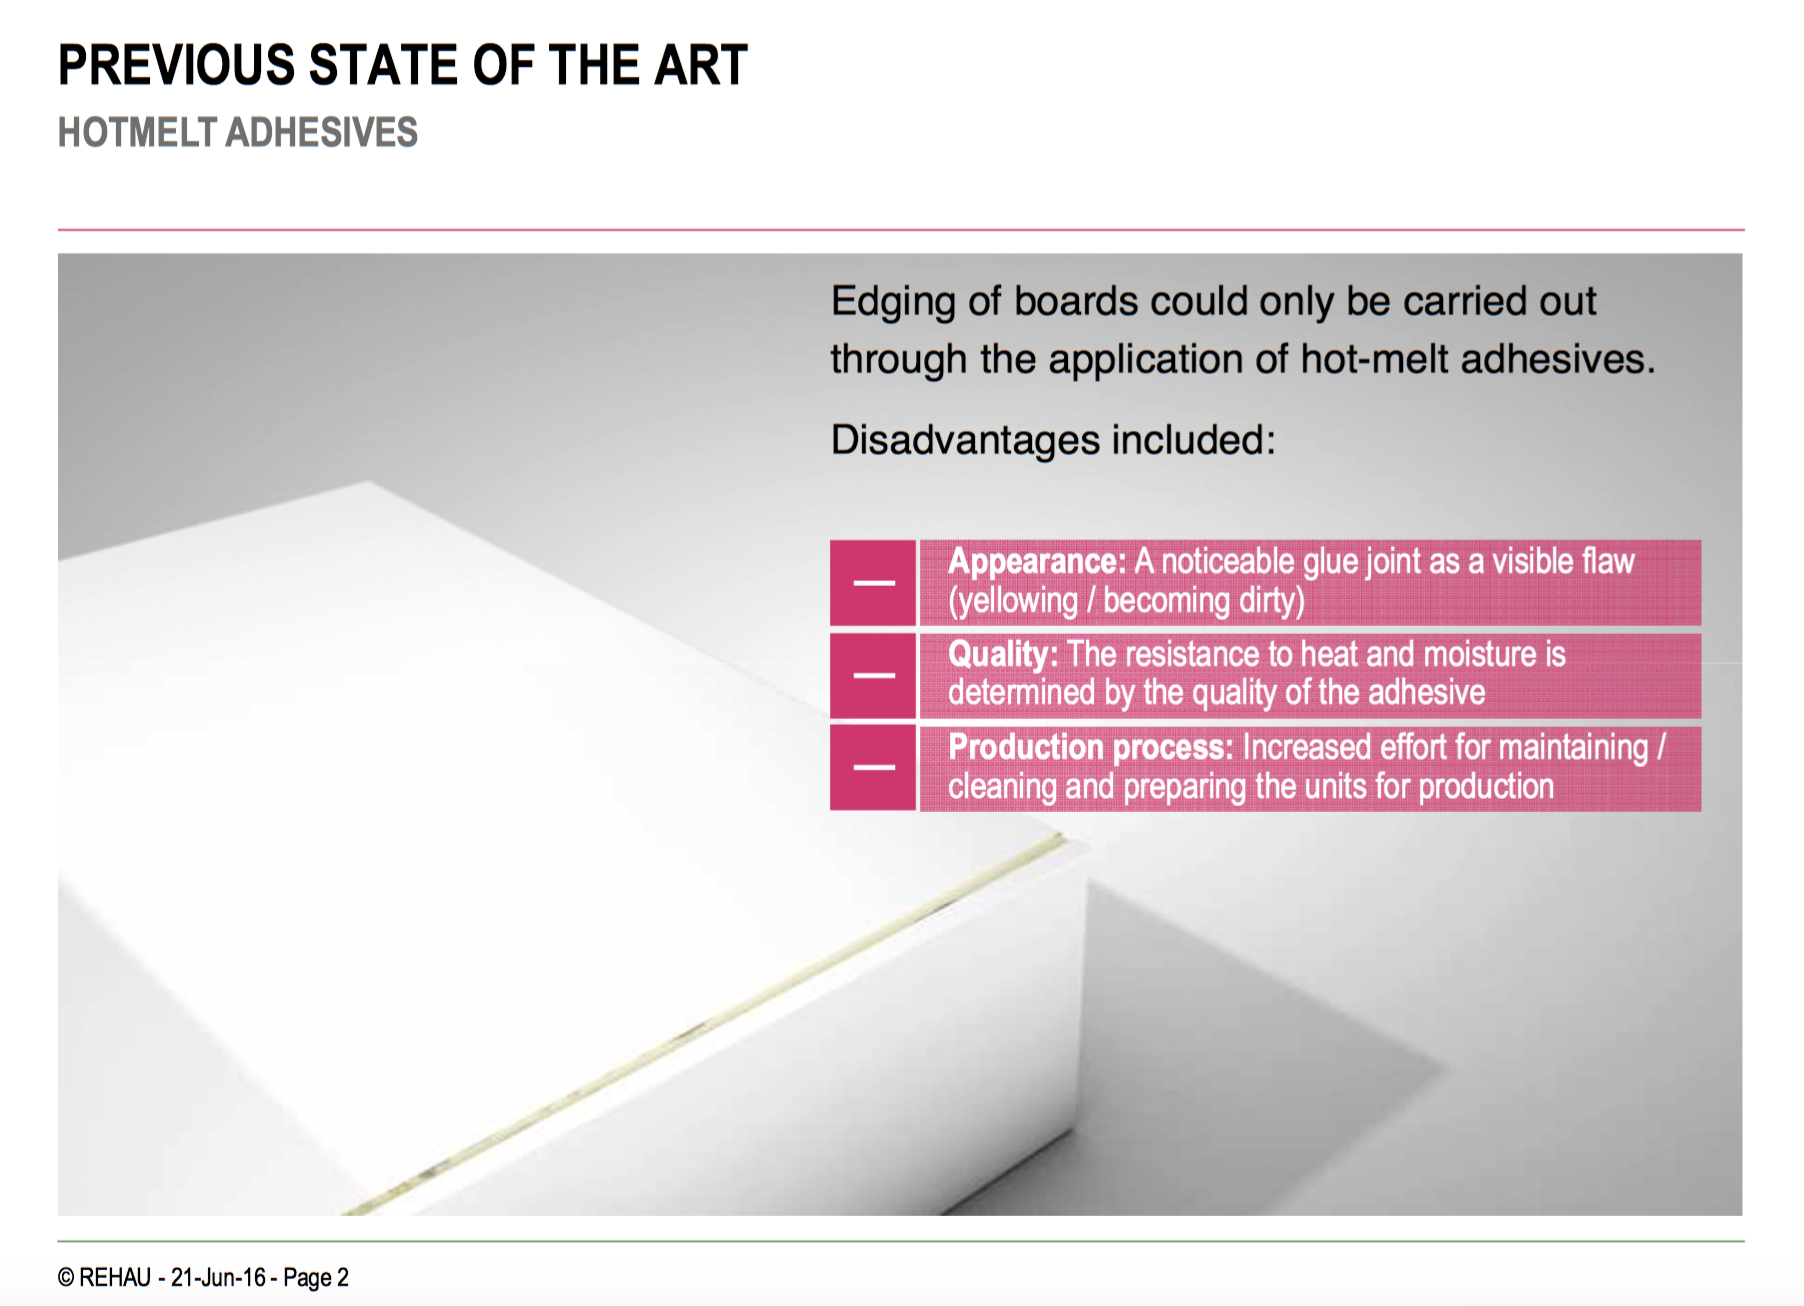 PREVIOUS STATE OF THE ART
HOTMELT ADHESIVES
Edging of boards could only be carried out
through the application of hot-melt adhesives.
Disadvantages included:
Appearance: A noticeable glue joint as a visible flaw
(yellowing / becoming dirty)
Quality: The resistance to heat and moisture is
determined by the quality of the adhesive
Production process: Increased effort for maintaining /
cleaning and preparing the units for production
© REHAU - 21-Jun-16 - Page 2